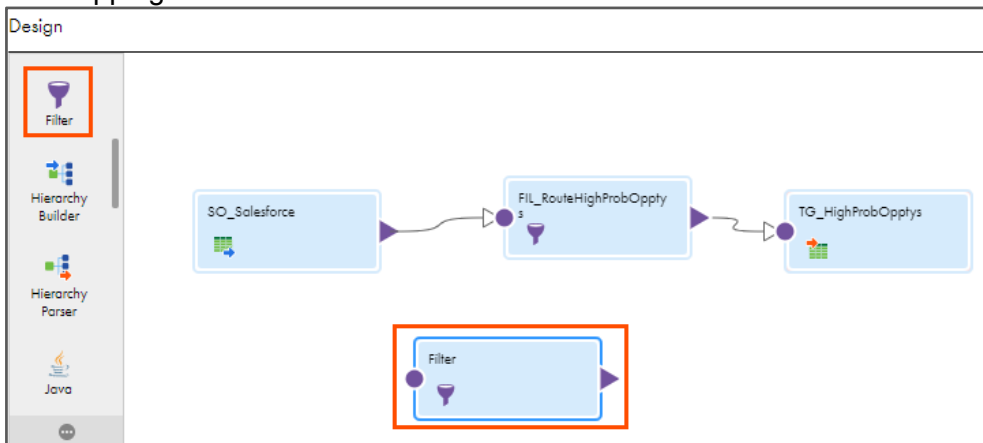 Design
Filter
Hierarchy
Builder
Hierarchy
Parser
Java
SO_Salesforce
FIL_RouteHighProbOppty
s
TG_HighProbOpptys
Filter